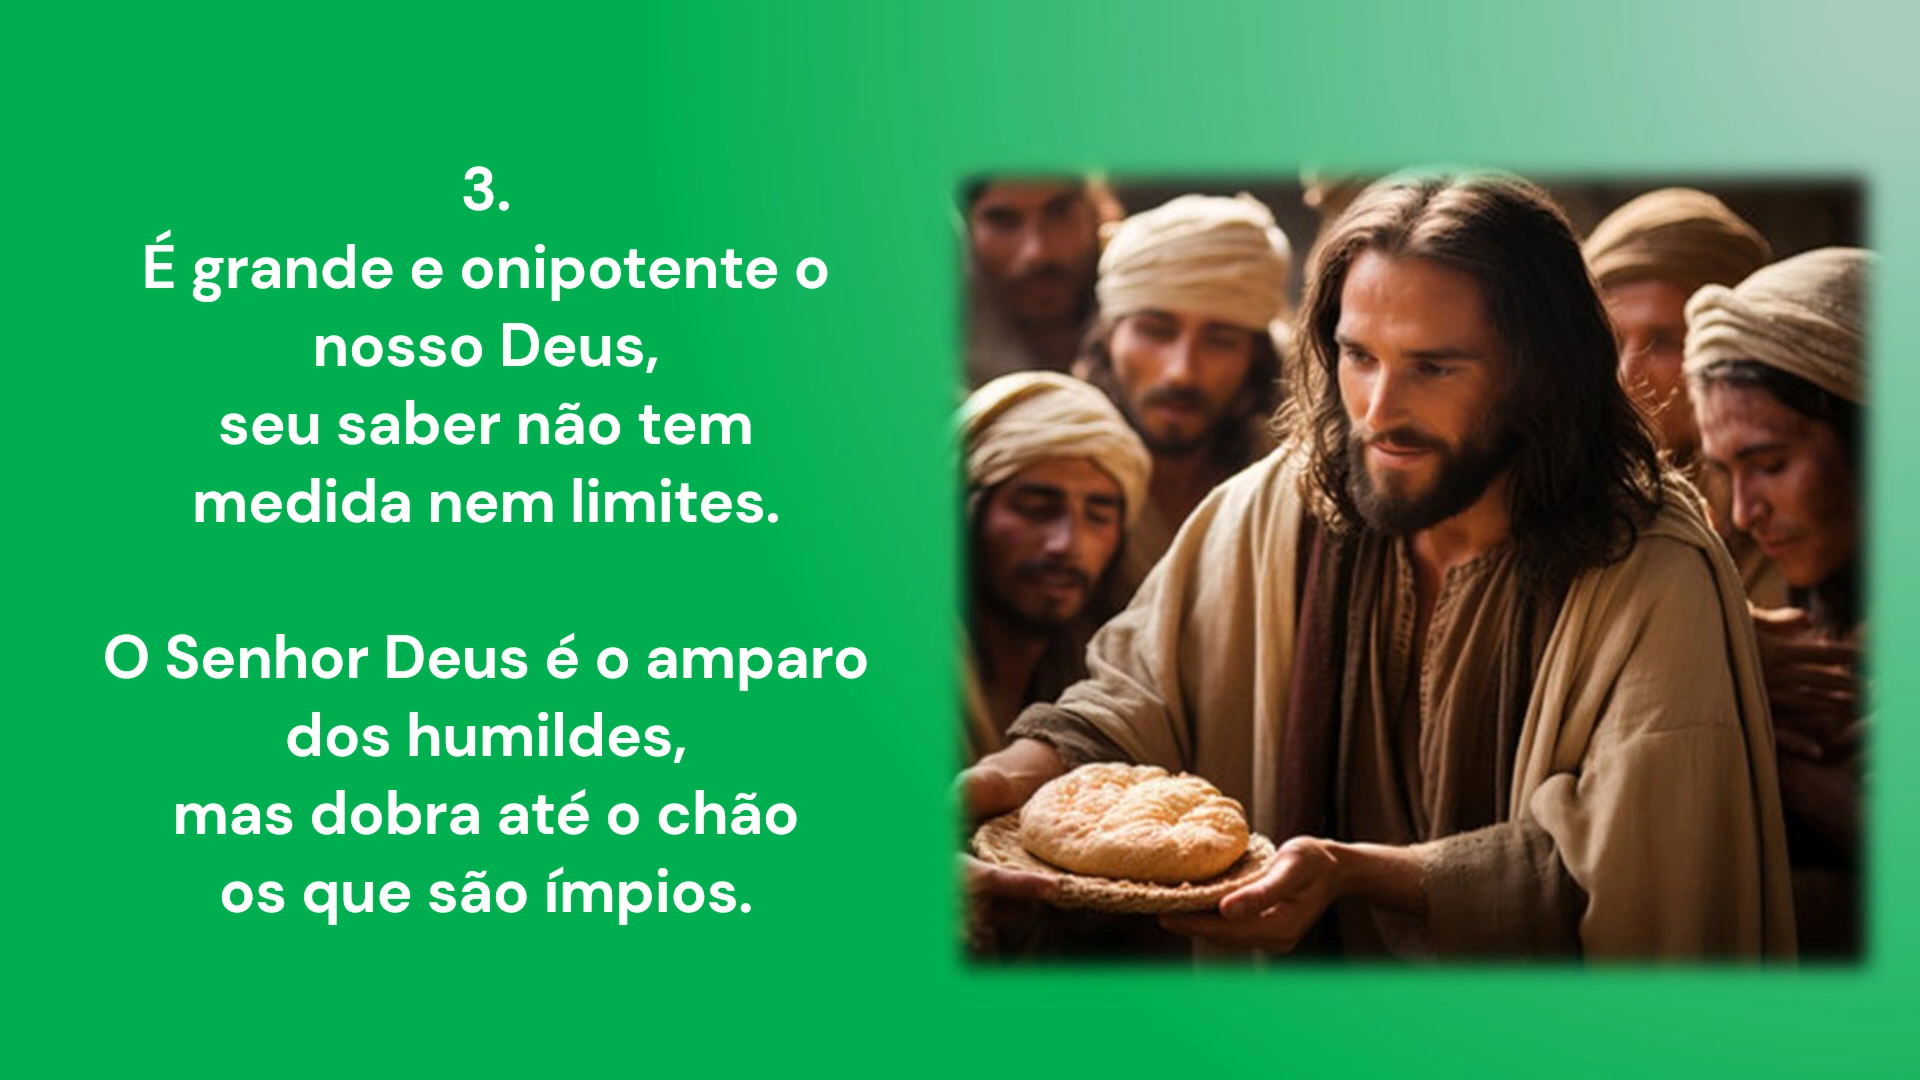 3.
É grande e onipotente o
nosso Deus,
seu saber não tem
medida nem limites.
O Senhor Deus é o amparo
dos humildes,
mas dobra até o chão
os que são ímpios.